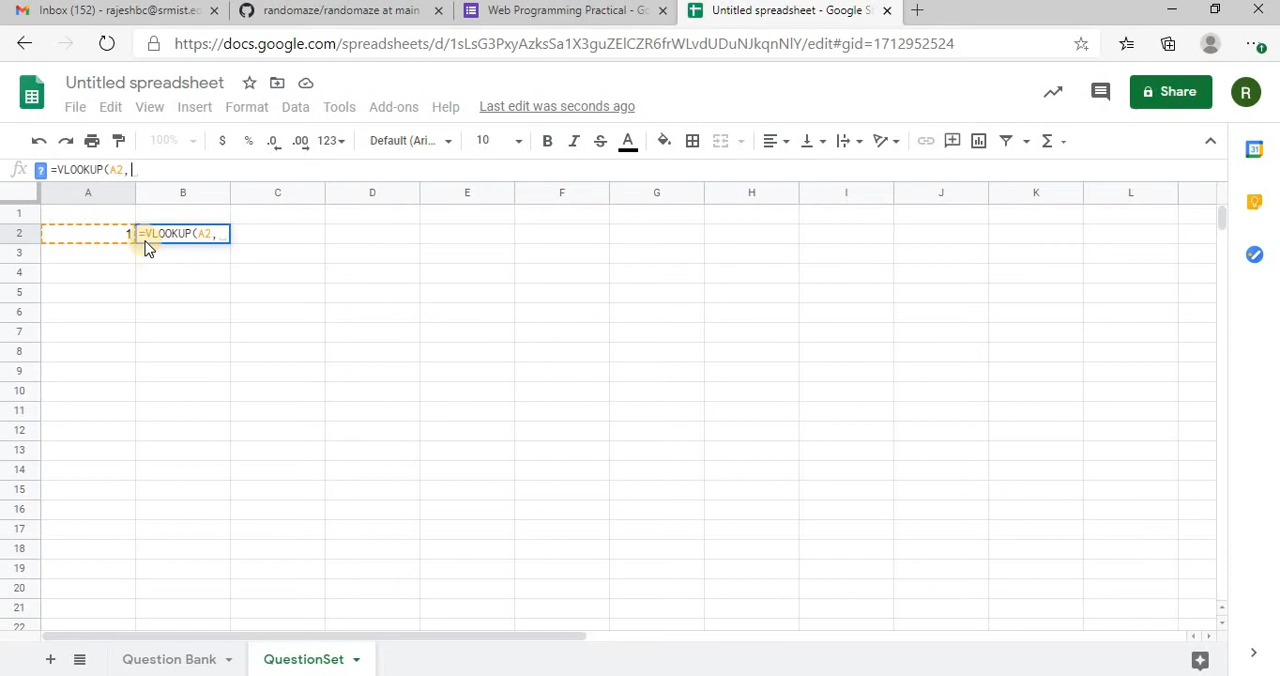 Inbox (152) - rajeshbc@srmist.ed
randomaze/randomaze at main
Web Programming Practical - Go
Untitled spreadsheet - Google S
https://docs.google.com/spreadsheets/d/1sLsG3PxyAzksSa1X3guZElCZR6frWLvdUDuNJkqnNlY/edit#gid=1712952524
Untitled spreadsheet
File Edit View Insert Format Data Tools Add-ons Help Last edit was seconds ago
Share
R
100% $ % .0 .00 123 Default (Ari... 10 B I S A Σ
31
fx ? =VLOOKUP(A2,
A B C D E F G H I J K L
1
2 1 =VLOOKUP(A2,
3
4
5
6
7
8
9
10
11
12
13
14
15
16
17
18
19
20
21
22
Question Bank QuestionSet